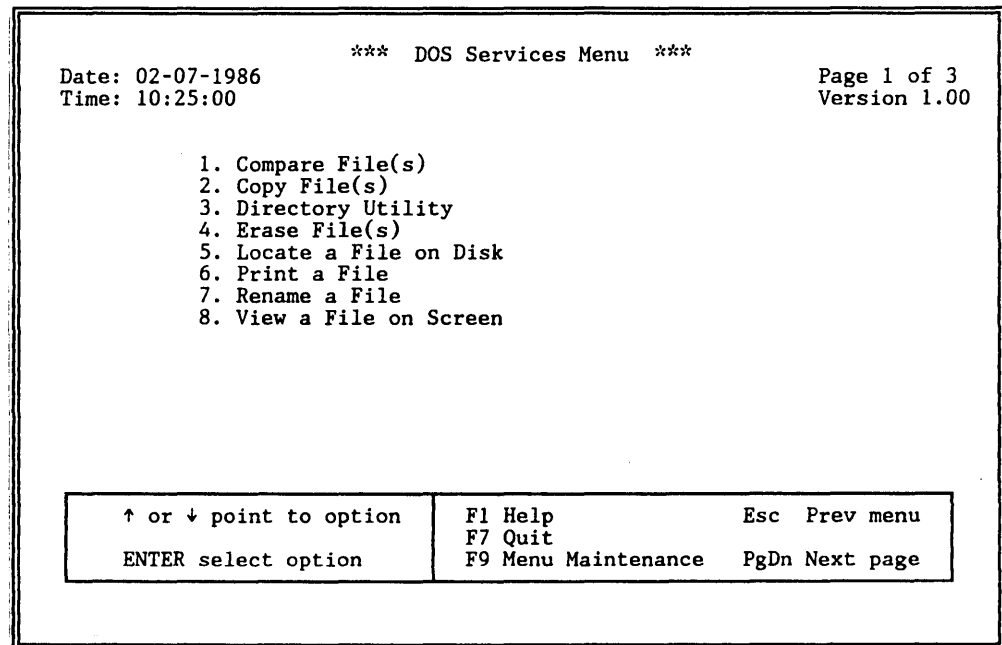 *** DOS Services Menu ***
Date: 02-07-1986 Page 1 of 3
Time: 10:25:00 Version 1.00
1. Compare File(s)
2. Copy File(s)
3. Directory Utility
4. Erase File(s)
5. Locate a File on Disk
6. Print a File
7. Rename a File
8. View a File on Screen
↑ or ↓ point to option F1 Help Esc Prev menu
F7 Quit
ENTER select option F9 Menu Maintenance PgDn Next page